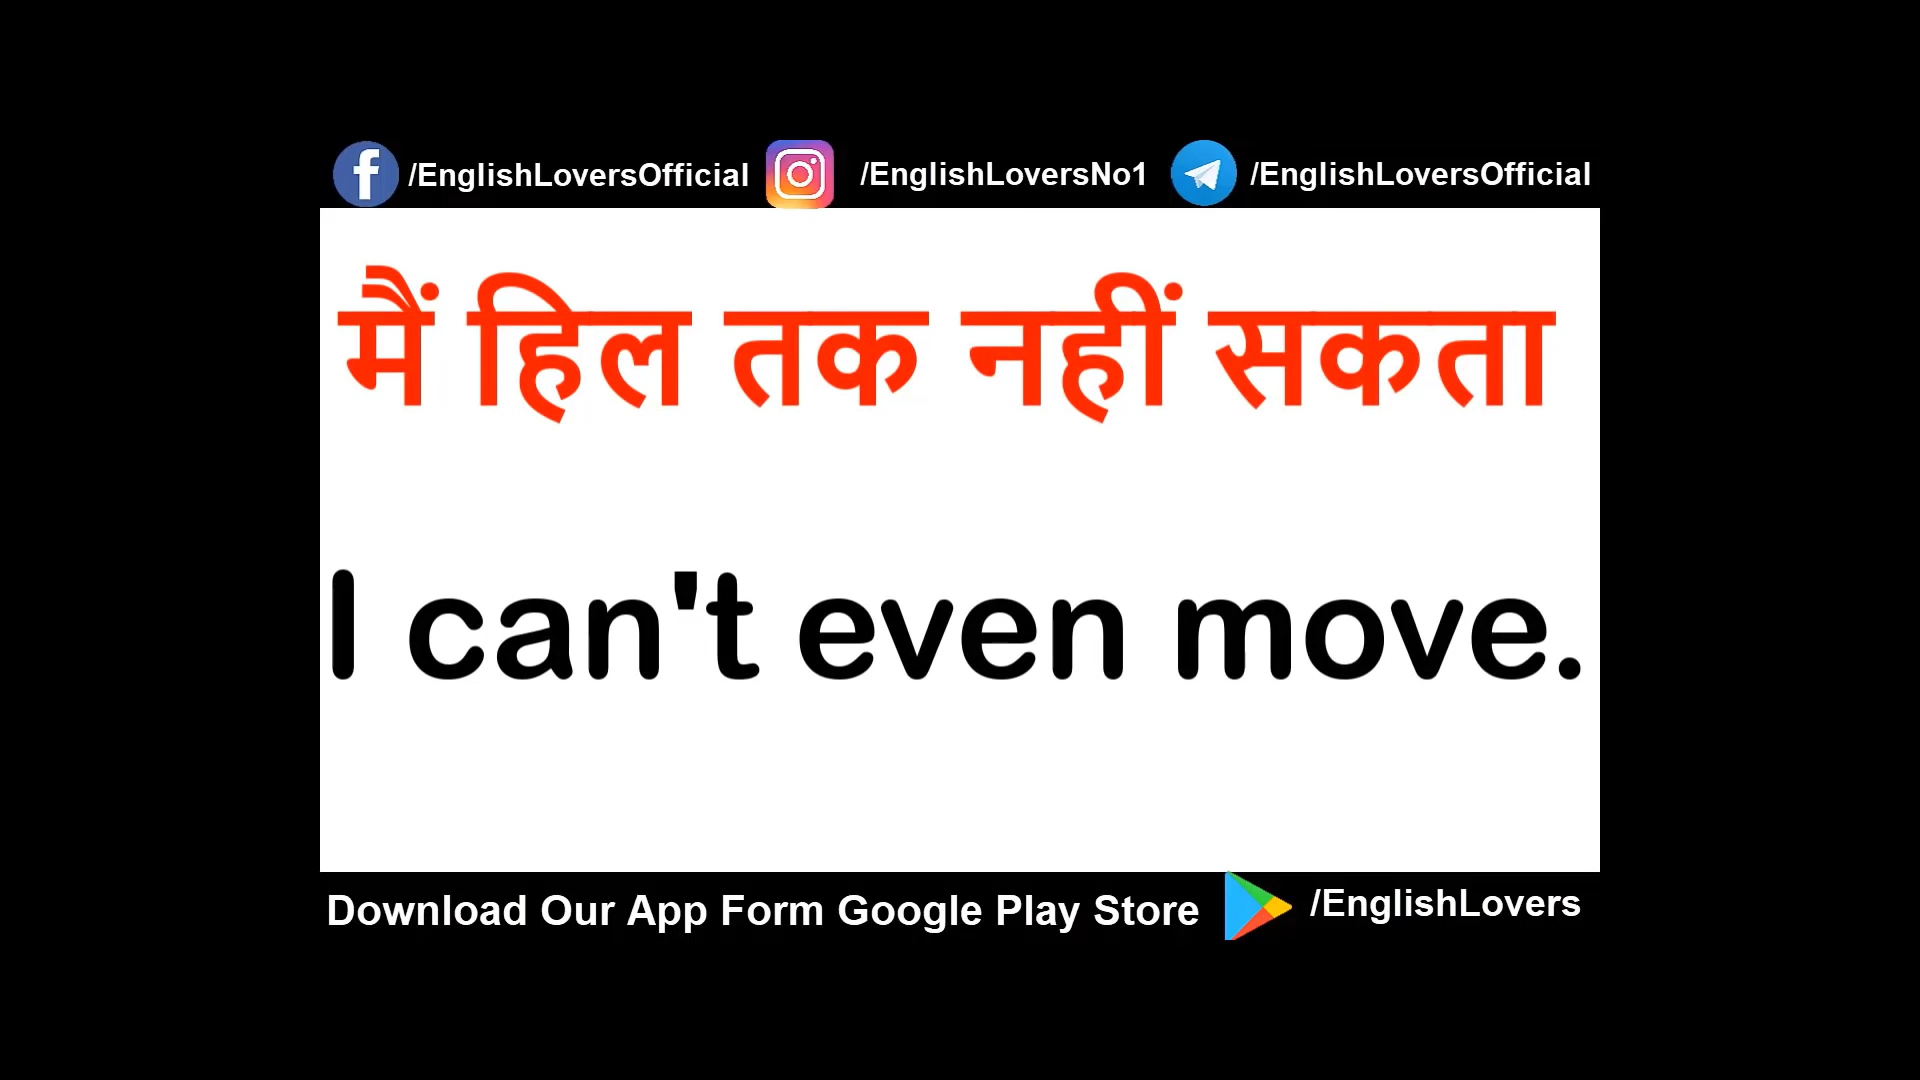 /EnglishLoversOfficial /EnglishLoversNo1 /EnglishLoversOfficial
मैं हिल तक नहीं सकता
I can't even move.
Download Our App Form Google Play Store /EnglishLovers